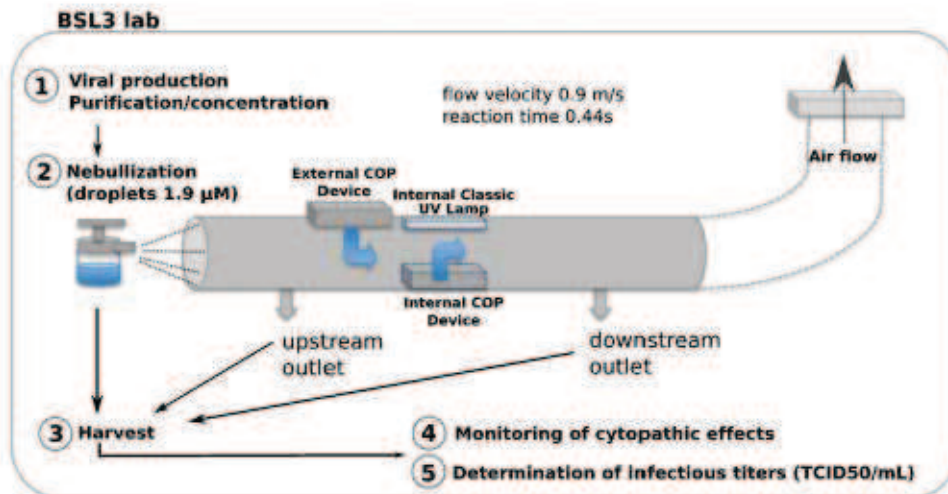 BSL3 lab
1 Viral production
Purification/concentration
flow velocity 0.9 m/s
reaction time 0.44s
2 Nebullization
(droplets 1.9 µM)
External COP
Device
Internal Classic
UV Lamp
Air flow
Internal COP
Device
upstream
outlet
downstream
outlet
3 Harvest
4 Monitoring of cytopathic effects
5 Determination of infectious titers (TCID50/mL)